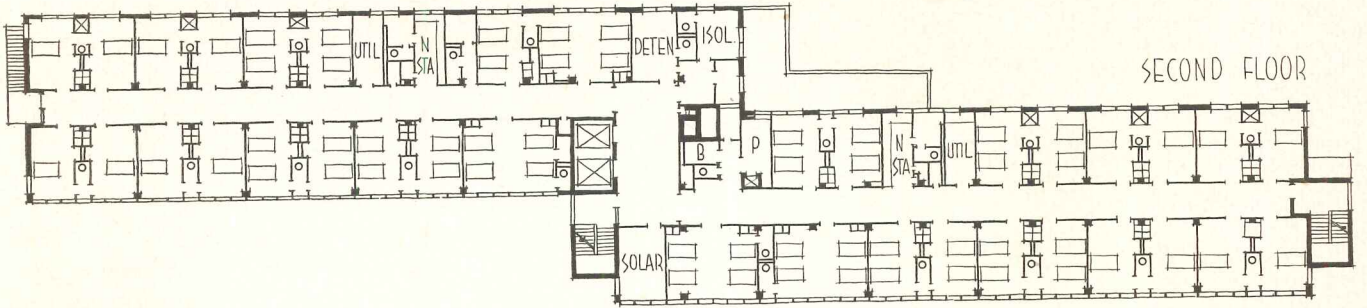 UTIL
N
STA
DETEN
ISOL
SECOND FLOOR
B
P
N
STA
UTIL
SOLAR